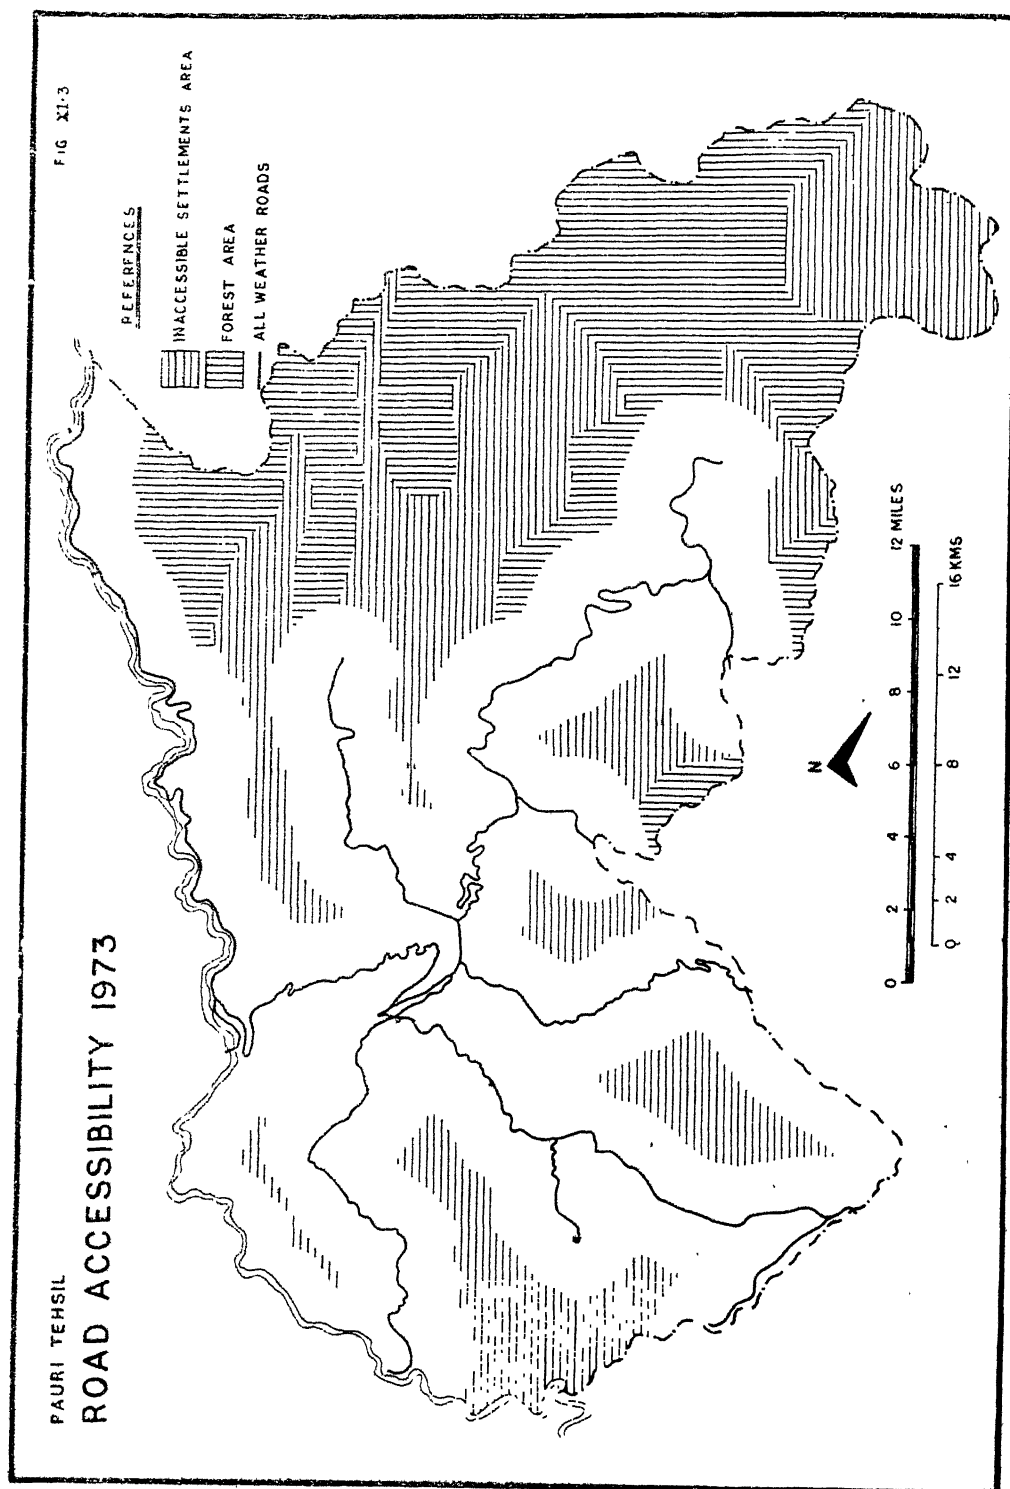 PAURI TEHSIL
ROAD ACCESSIBILITY 1973
FIG XI·3
REFERENCES
INACCESSIBLE SETTLEMENTS AREA
FOREST AREA
ALL WEATHER ROADS
N
0 2 4 6 8 10 12 MILES
0 2 4 8 12 16 KMS